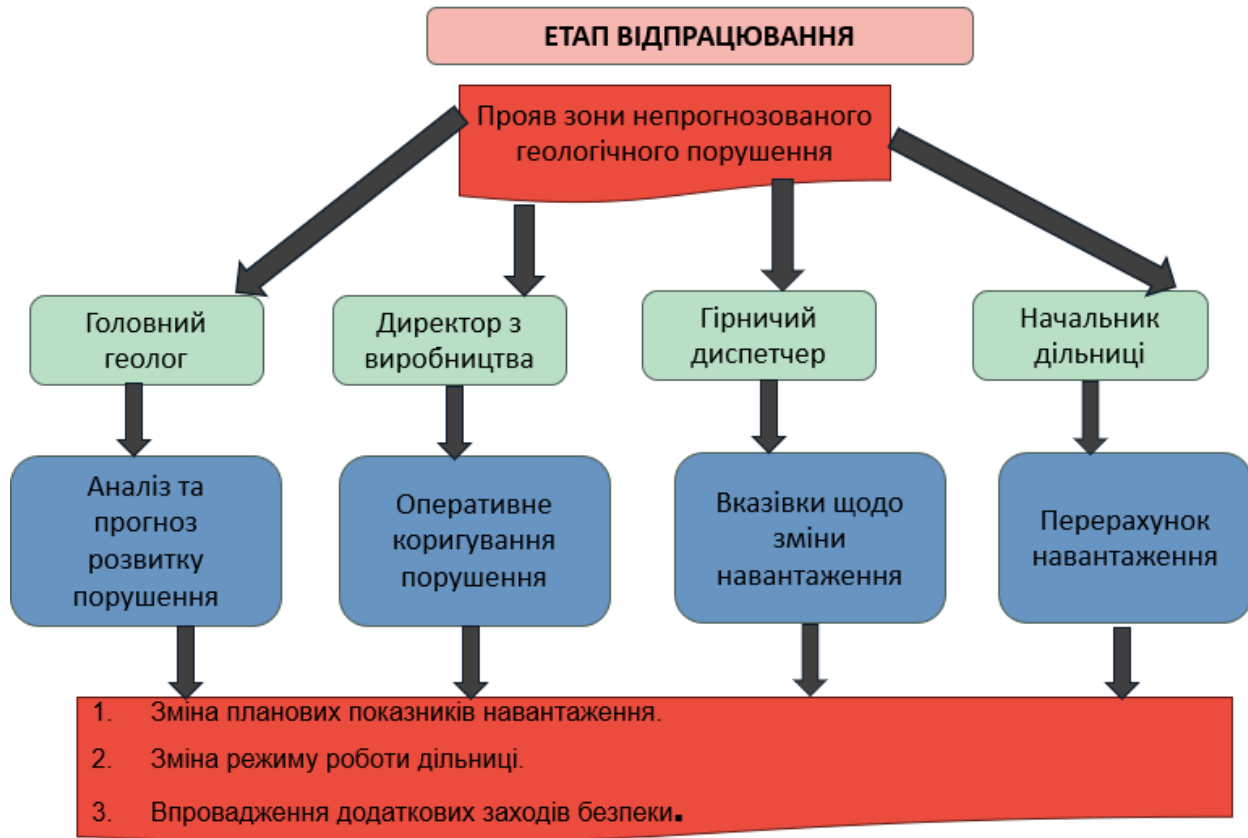 ЕТАП ВІДПРАЦЮВАННЯ
Прояв зони непрогнозованого
геологічного порушення
Головний
геолог
Директор з
виробництва
Гірничий
диспетчер
Начальник
дільниці
Аналіз та
прогноз
розвитку
порушення
Оперативне
коригування
порушення
Вказівки щодо
зміни
навантаження
Перерахунок
навантаження
1. Зміна планових показників навантаження.
2. Зміна режиму роботи дільниці.
3. Впровадження додаткових заходів безпеки.